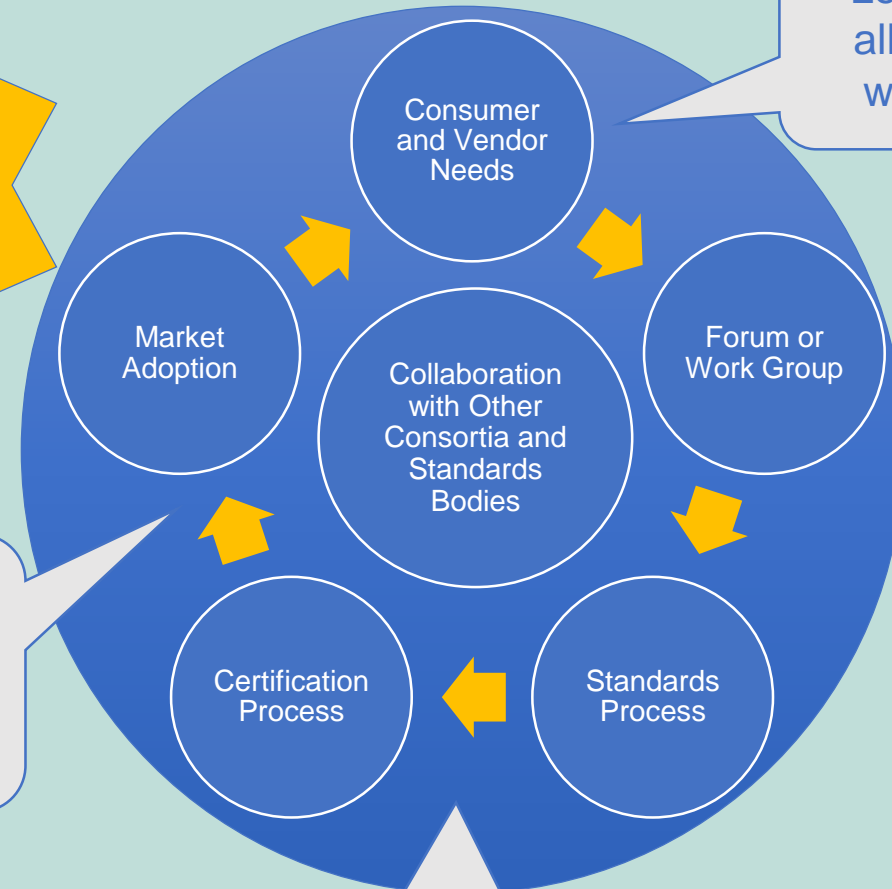 all
Consumer
and Vendor
Needs
Forum or
Work Group
Standards
Process
Certification
Process
Market
Adoption
Collaboration
with Other
Consortia and
Standards
Bodies